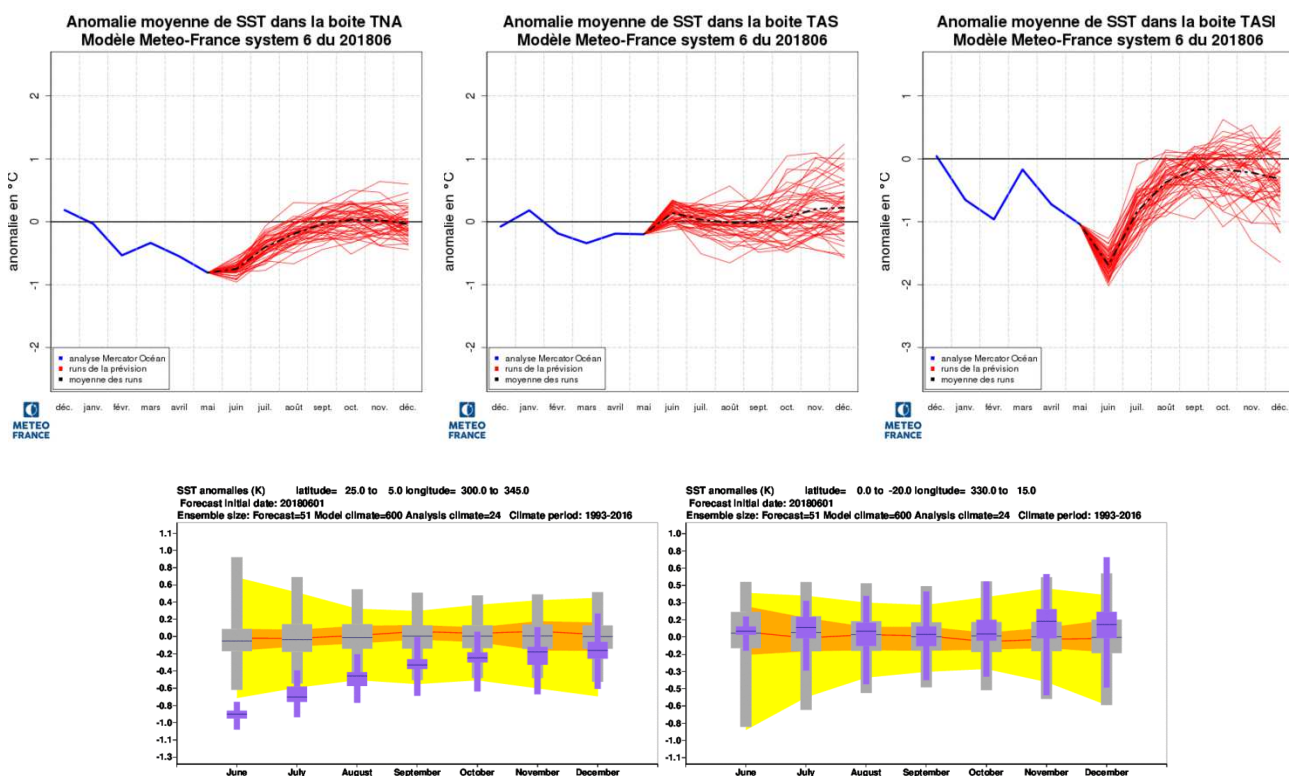 Anomalie moyenne de SST dans la boite TNA
Modèle Meteo-France system 6 du 201806
anomalie en °C
2
1
0
-1
-2
analyse Mercator Océan
runs de la prévision
moyenne des runs
déc. janv. févr. mars avril mai juin juil. août sept. oct. nov. déc.
METEO
FRANCE
Anomalie moyenne de SST dans la boite TAS
Modèle Meteo-France system 6 du 201806
anomalie en °C
2
1
0
-1
-2
analyse Mercator Océan
runs de la prévision
moyenne des runs
déc. janv. févr. mars avril mai juin juil. août sept. oct. nov. déc.
METEO
FRANCE
Anomalie moyenne de SST dans la boite TASI
Modèle Meteo-France system 6 du 201806
anomalie en °C
1
0
-1
-2
-3
analyse Mercator Océan
runs de la prévision
moyenne des runs
déc. janv. févr. mars avril mai juin juil. août sept. oct. nov. déc.
METEO
FRANCE
SST anomalies (K) latitude= 25.0 to 5.0 longitude= 300.0 to 345.0
Forecast initial date: 20180601
Ensemble size: Forecast=51 Model climate=600 Analysis climate=24 Climate period: 1993-2016
1.1
1.0
0.8
0.6
0.4
0.2
0.0
-0.2
-0.4
-0.6
-0.8
-1.0
-1.1
-1.3
June July August September October November December
SST anomalies (K) latitude= 0.0 to -20.0 longitude= 330.0 to 15.0
Forecast initial date: 20180601
Ensemble size: Forecast=51 Model climate=600 Analysis climate=24 Climate period: 1993-2016
1.0
0.8
0.6
0.5
0.3
0.2
0.0
-0.2
-0.3
-0.5
-0.6
-0.8
-1.0
-1.1
June July August September October November December